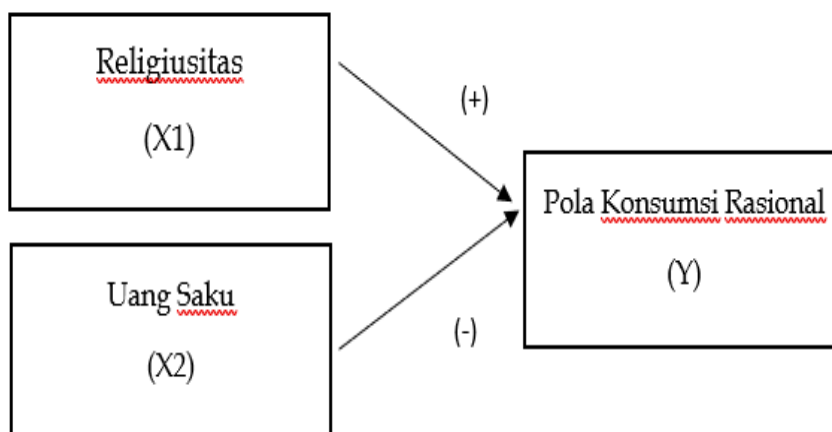 Religiusitas
(X1)
(+)
Pola Konsumsi Rasional
(Y)
Uang Saku
(X2)
(-)